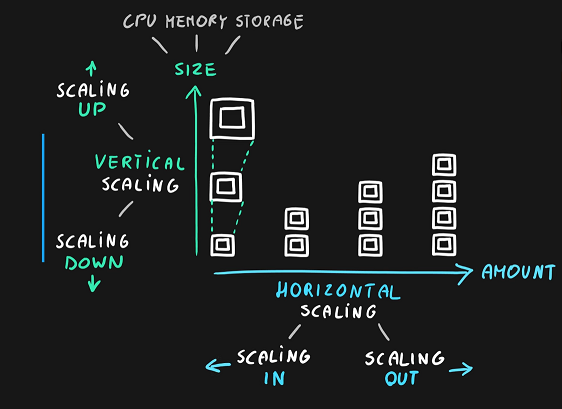 CPU MEMORY STORAGE
SIZE
SCALING
UP
VERTICAL
SCALING
SCALING
DOWN
AMOUNT
HORIZONTAL
SCALING
SCALING
IN
SCALING
OUT